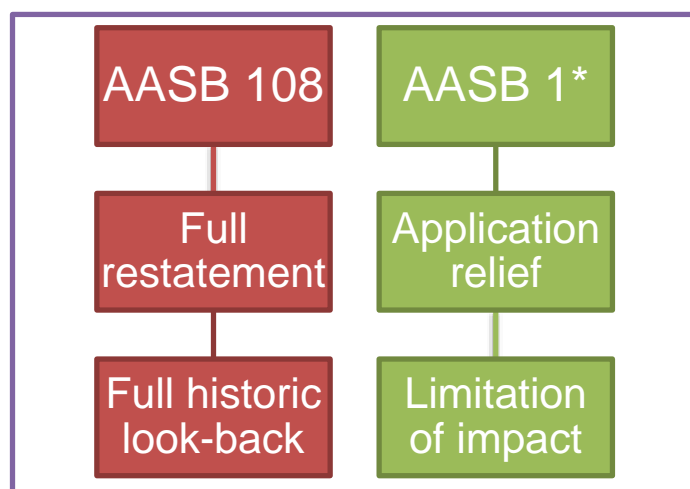 AASB 108
Full
restatement
Full historic
look-back
AASB 1*
Application
relief
Limitation
of impact